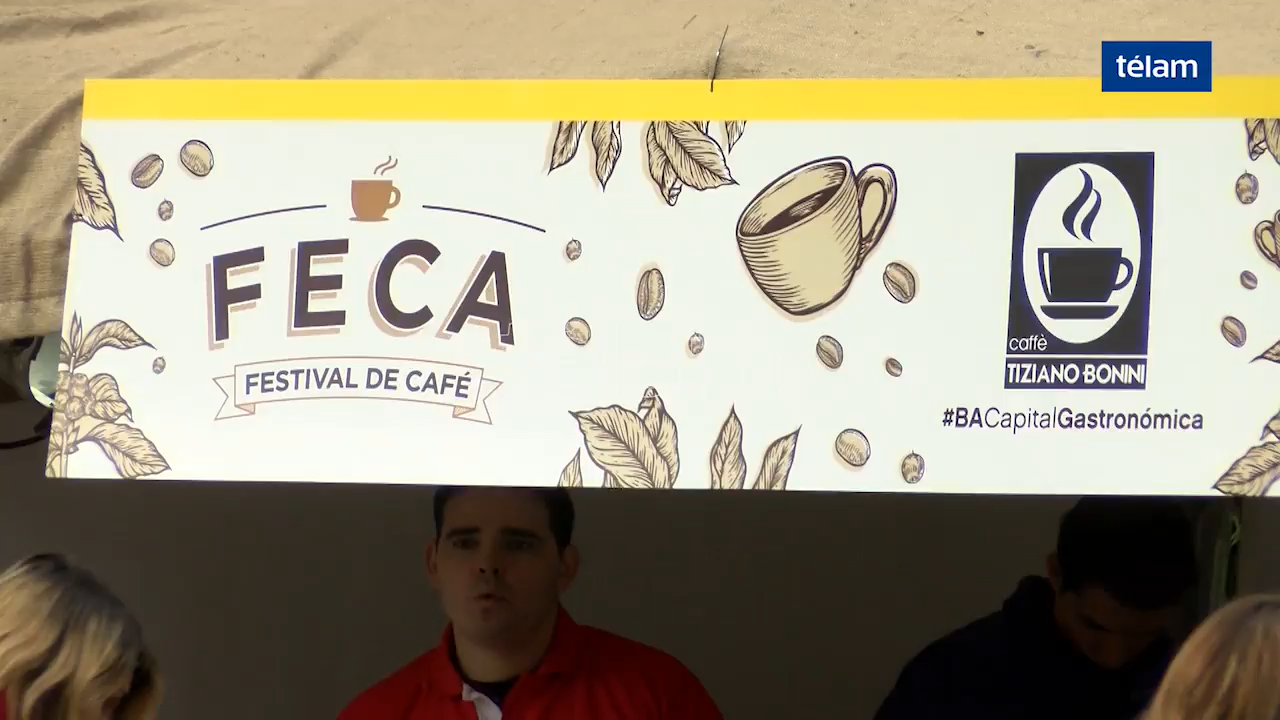 télam
FECA
FESTIVAL DE CAFÉ
caffè
TIZIANO BONINI
#BACapitalGastronómica